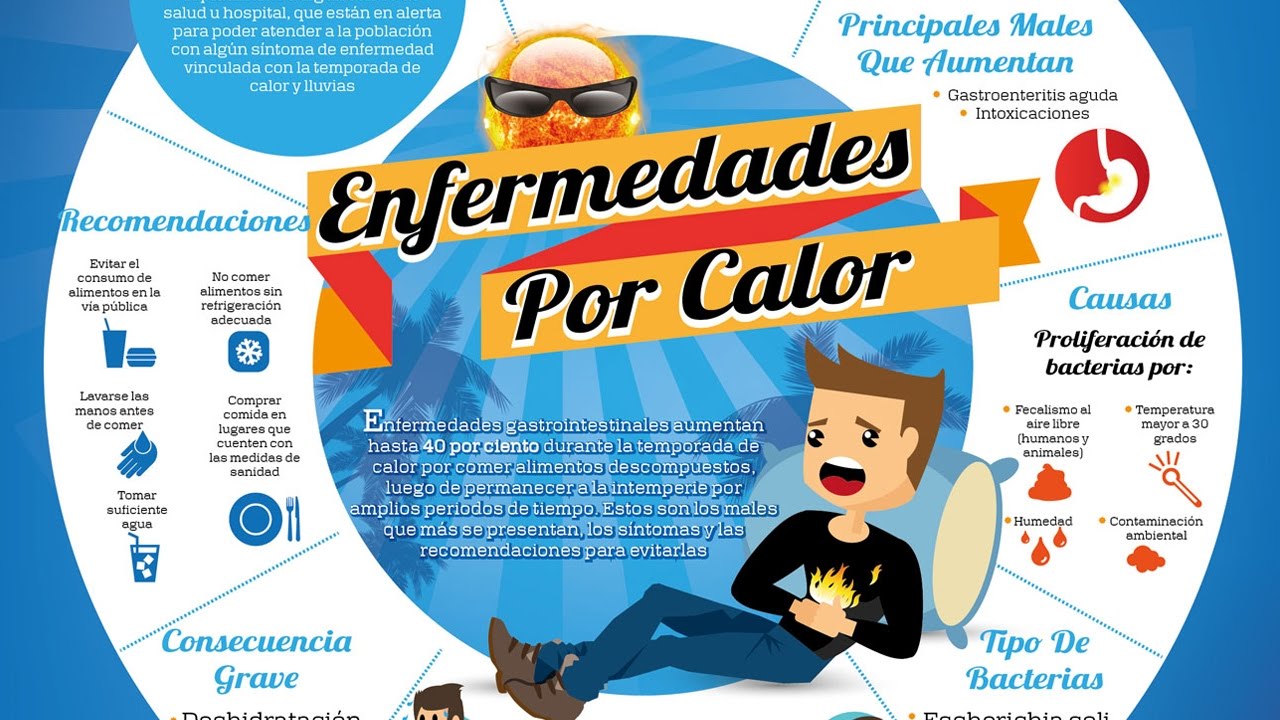 salud u hospital, que están en alerta
para poder atender a la población
con algún síntoma de enfermedad
vinculada con la temporada de
calor y lluvias
Principales Males
Que Aumentan
• Gastroenteritis aguda
• Intoxicaciones
Enfermedades
Por Calor
Recomendaciones
Evitar el
consumo de
alimentos en la
vía pública
No comer
alimentos sin
refrigeración
adecuada
Lavarse las
manos antes
de comer
Comprar
comida en
lugares que
cuenten con
las medidas de
sanidad
Tomar
suficiente
agua
Enfermedades gastrointestinales aumentan
hasta 40 por ciento durante la temporada de
calor por comer alimentos descompuestos,
luego de permanecer a la intemperie por
amplios periodos de tiempo. Estos son los males
que más se presentan, los síntomas y las
recomendaciones para evitarlas
Causas
Proliferación de
bacterias por:
• Fecalismo al
aire libre
(humanos y
animales)
• Temperatura
mayor a 30
grados
• Humedad
• Contaminación
ambiental
Consecuencia
Grave
• Deshidratación
Tipo De
Bacterias
• Escherichia coli